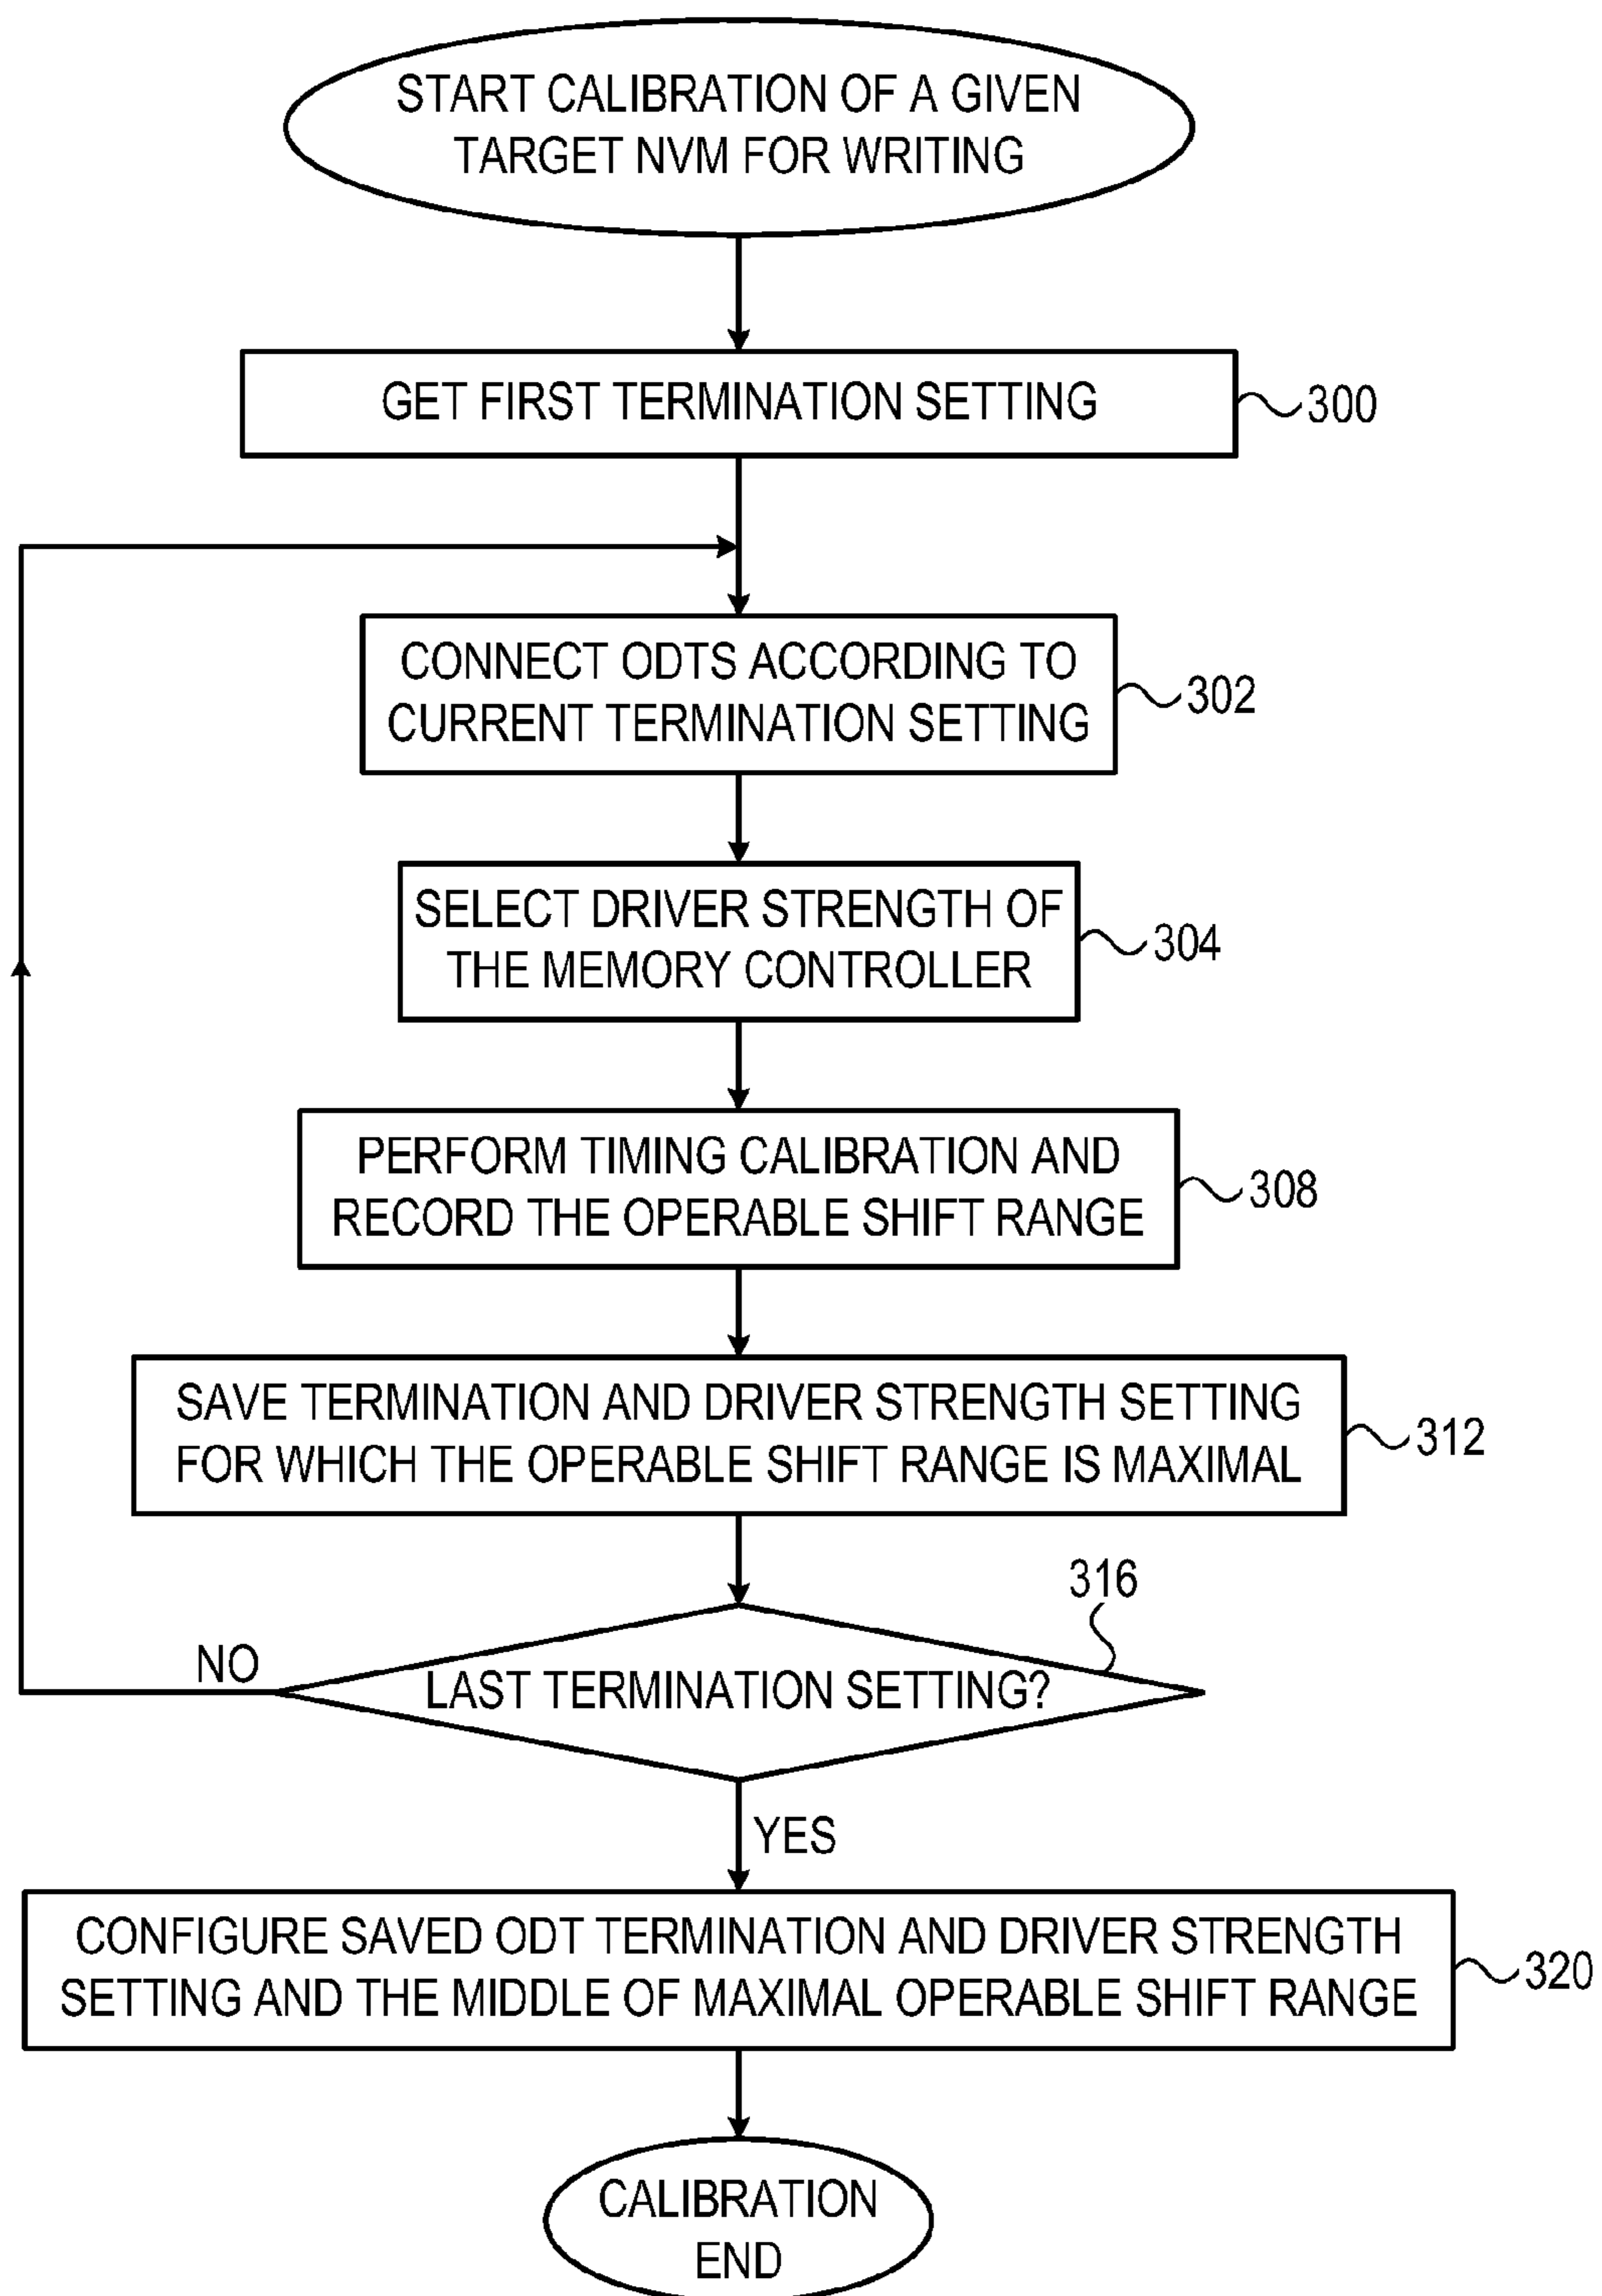 START CALIBRATION OF A GIVEN
TARGET NVM FOR WRITING
GET FIRST TERMINATION SETTING
300
CONNECT ODTS ACCORDING TO
CURRENT TERMINATION SETTING
302
SELECT DRIVER STRENGTH OF
THE MEMORY CONTROLLER
304
PERFORM TIMING CALIBRATION AND
RECORD THE OPERABLE SHIFT RANGE
308
SAVE TERMINATION AND DRIVER STRENGTH SETTING
FOR WHICH THE OPERABLE SHIFT RANGE IS MAXIMAL
312
316
NO
LAST TERMINATION SETTING?
YES
CONFIGURE SAVED ODT TERMINATION AND DRIVER STRENGTH
SETTING AND THE MIDDLE OF MAXIMAL OPERABLE SHIFT RANGE
320
CALIBRATION
END